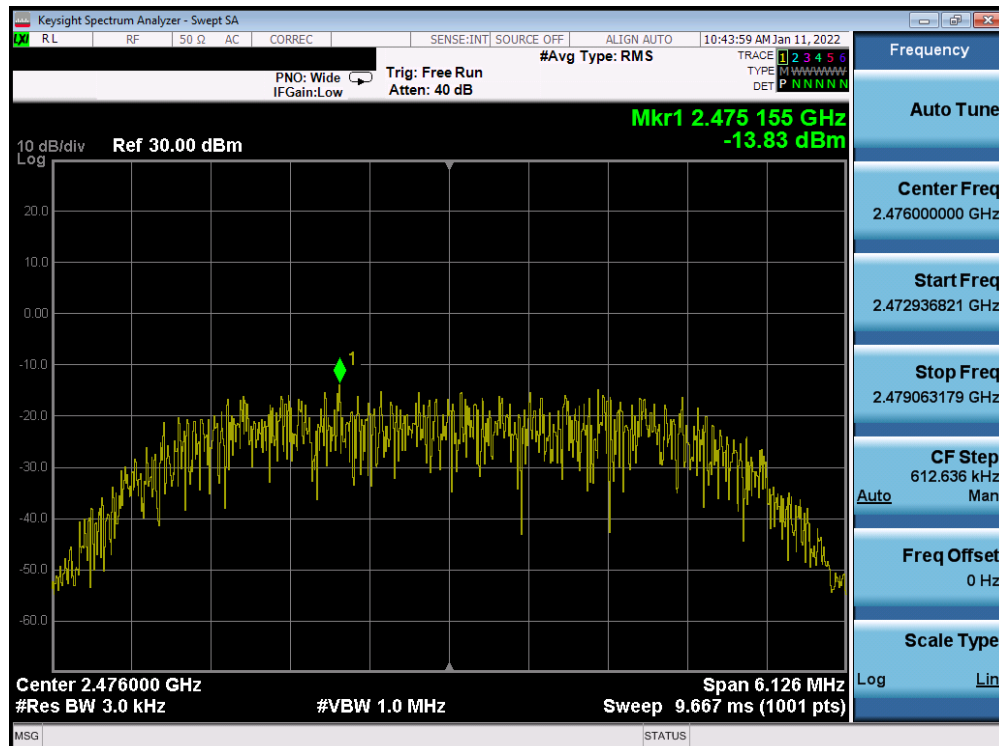 Keysight Spectrum Analyzer - Swept SA
LXI RL RF 50 Ω AC CORREC SENSE:INT SOURCE OFF ALIGN AUTO 10:43:59 AM Jan 11, 2022
#Avg Type: RMS TRACE 1 2 3 4 5 6
PNO: Wide Trig: Free Run TYPE M WWWWW
IFGain:Low Atten: 40 dB DET P N N N N N
Mkr1 2.475 155 GHz
-13.83 dBm
10 dB/div Ref 30.00 dBm
Log
20.0
10.0
0.00
1
-10.0
-20.0
-30.0
-40.0
-50.0
-60.0
Center 2.476000 GHz Span 6.126 MHz
#Res BW 3.0 kHz #VBW 1.0 MHz Sweep 9.667 ms (1001 pts)
MSG STATUS
Frequency
Auto Tune
Center Freq
2.476000000 GHz
Start Freq
2.472936821 GHz
Stop Freq
2.479063179 GHz
CF Step
612.636 kHz
Auto Man
Freq Offset
0 Hz
Scale Type
Log Lin